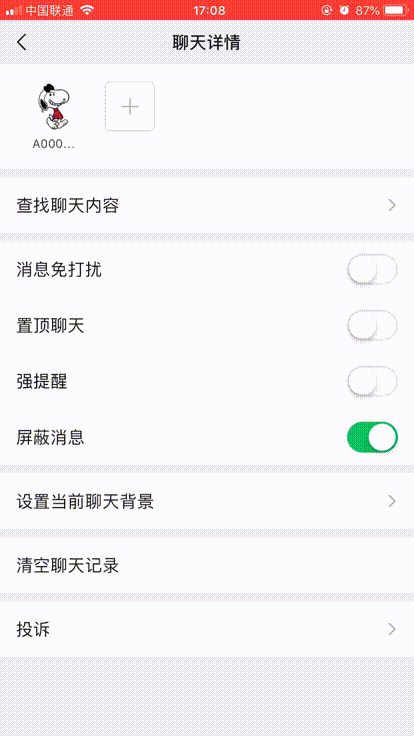 中国联通 17:08 87%
聊天详情
A000...
查找聊天内容
消息免打扰
置顶聊天
强提醒
屏蔽消息
设置当前聊天背景
清空聊天记录
投诉